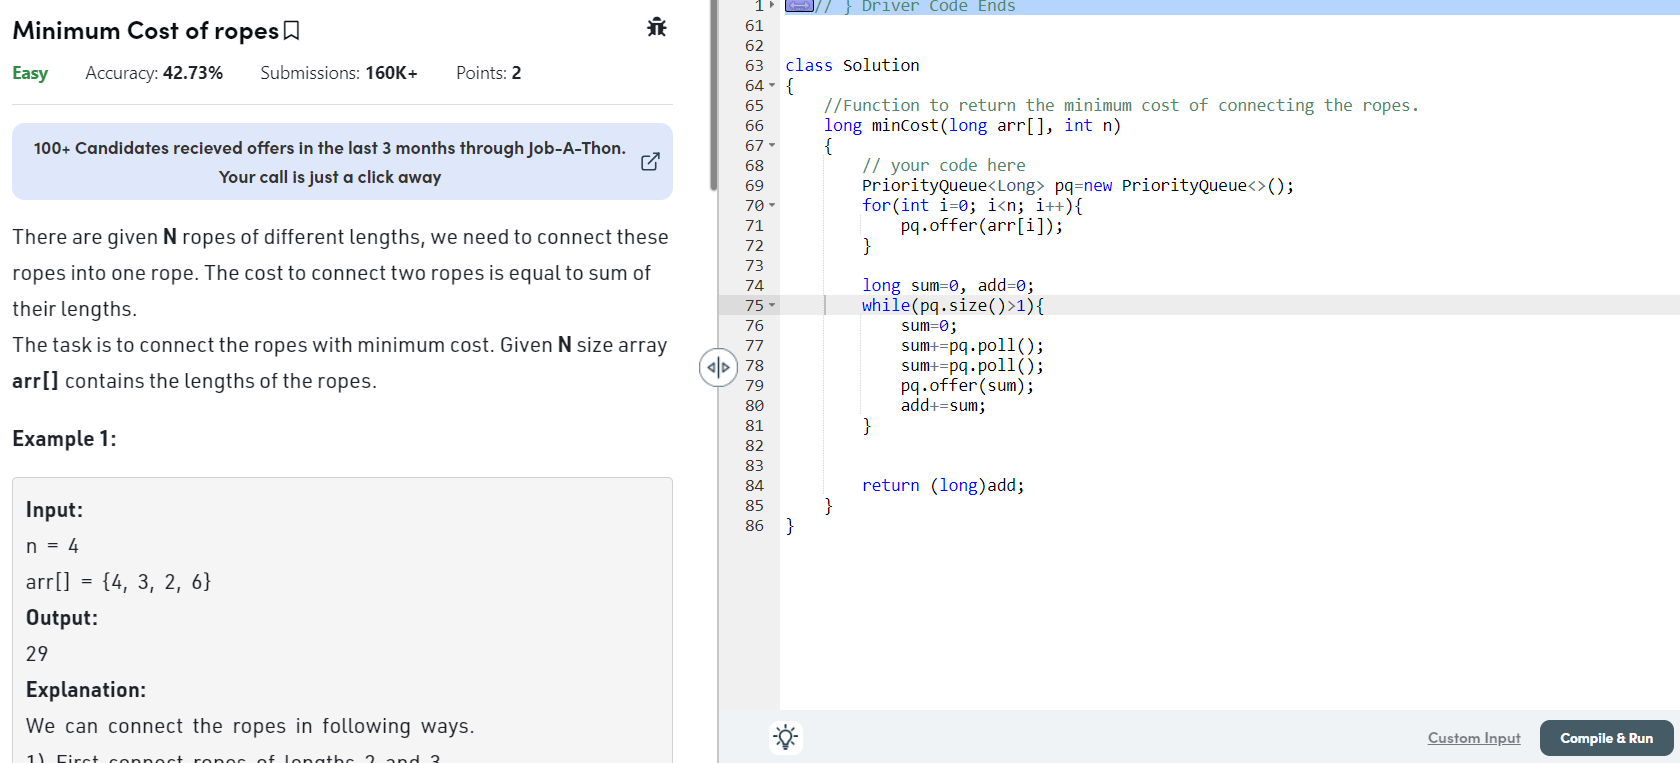 Minimum Cost of ropes
Easy Accuracy: 42.73% Submissions: 160K+ Points: 2
100+ Candidates recieved offers in the last 3 months through Job-A-Thon.
Your call is just a click away
There are given N ropes of different lengths, we need to connect these
ropes into one rope. The cost to connect two ropes is equal to sum of
their lengths.
The task is to connect the ropes with minimum cost. Given N size array
arr[] contains the lengths of the ropes.
Example 1:
Input:
n = 4
arr[] = {4, 3, 2, 6}
Output:
29
Explanation:
We can connect the ropes in following ways.
1) First connect ropes of lengths 2 and 3
1 // } Driver Code Ends
61
62
63 class Solution
64 {
65 //Function to return the minimum cost of connecting the ropes.
66 long minCost(long arr[], int n)
67 {
68 // your code here
69 PriorityQueue<Long> pq=new PriorityQueue<>();
70 for(int i=0; i<n; i++){
71 pq.offer(arr[i]);
72 }
73
74 long sum=0, add=0;
75 while(pq.size()>1){
76 sum=0;
77 sum+=pq.poll();
78 sum+=pq.poll();
79 pq.offer(sum);
80 add+=sum;
81 }
82
83
84 return (long)add;
85 }
86 }
Custom Input Compile & Run